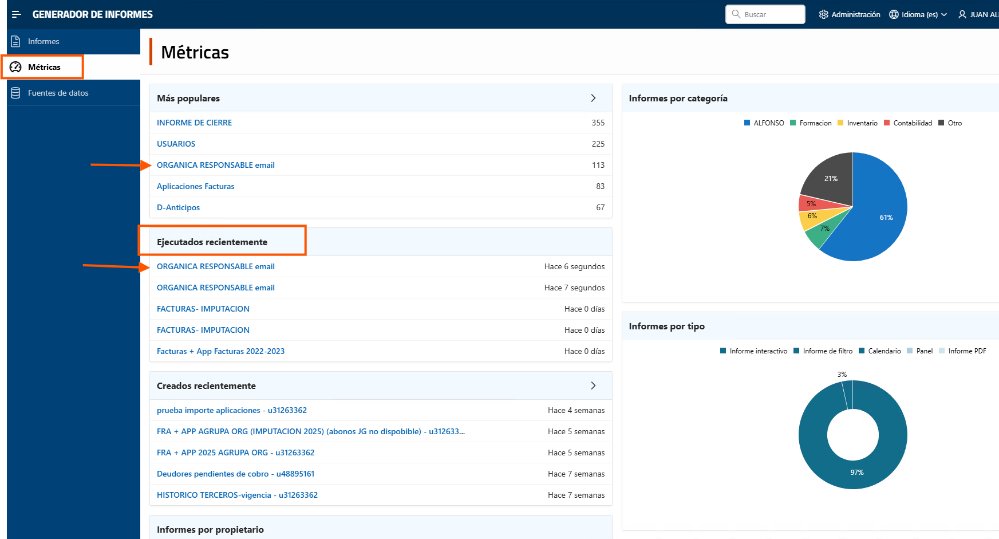 GENERADOR DE INFORMES
Buscar
Administración
Idioma (es)
JUAN AL
Informes
Métricas
Fuentes de datos
Métricas
Más populares
INFORME DE CIERRE 355
USUARIOS 225
ORGANICA RESPONSABLE email 113
Aplicaciones Facturas 83
D-Anticipos 67
Ejecutados recientemente
ORGANICA RESPONSABLE email Hace 6 segundos
ORGANICA RESPONSABLE email Hace 7 segundos
FACTURAS- IMPUTACION Hace 0 días
FACTURAS- IMPUTACION Hace 0 días
Facturas + App Facturas 2022-2023 Hace 0 días
Creados recientemente
prueba importe aplicaciones - u31263362 Hace 4 semanas
FRA + APP AGRUPA ORG (IMPUTACION 2025) (abonos JG no dispobible) - u312633... Hace 5 semanas
FRA + APP 2025 AGRUPA ORG - u31263362 Hace 5 semanas
Deudores pendientes de cobro - u48895161 Hace 7 semanas
HISTORICO TERCEROS-vigencia - u31263362 Hace 7 semanas
Informes por propietario
Informes por categoría
ALFONSO Formacion Inventario Contabilidad Otro
21%
5%
6%
7%
61%
Informes por tipo
Informe interactivo Informe de filtro Calendario Panel Informe PDF
3%
97%